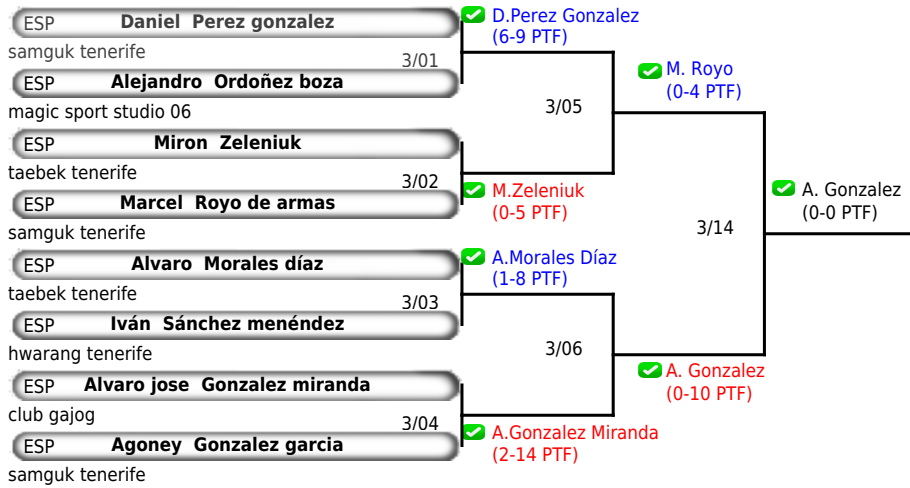 ESP Daniel Perez gonzalez
samguk tenerife
3/01
ESP Alejandro Ordoñez boza
magic sport studio 06
ESP Miron Zeleniuk
taebek tenerife
3/02
ESP Marcel Royo de armas
samguk tenerife
ESP Alvaro Morales díaz
taebek tenerife
3/03
ESP Iván Sánchez menéndez
hwarang tenerife
ESP Alvaro jose Gonzalez miranda
club gajog
3/04
ESP Agoney Gonzalez garcia
samguk tenerife
D.Perez Gonzalez
(6-9 PTF)
3/05
M.Zeleniuk
(0-5 PTF)
A.Morales Díaz
(1-8 PTF)
3/06
A.Gonzalez Miranda
(2-14 PTF)
M. Royo
(0-4 PTF)
3/14
A. Gonzalez
(0-10 PTF)
A. Gonzalez
(0-0 PTF)